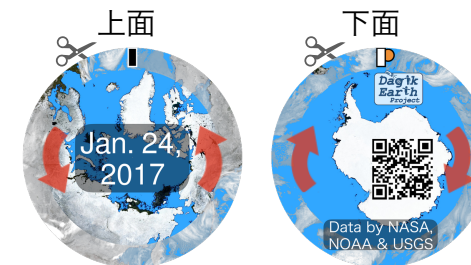 上面
下面
Jan. 24,
2017
Dagik
Earth
Project
Data by NASA,
NOAA & USGS